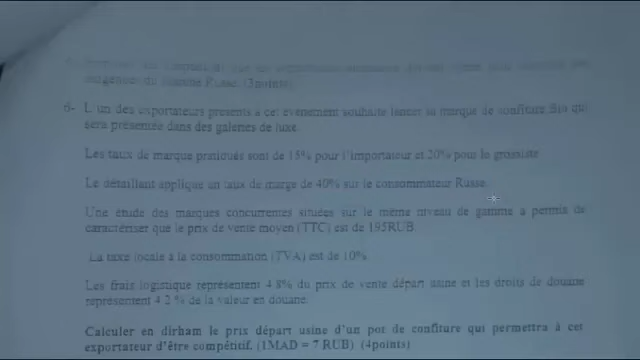 exigences du marché Russe. (3points)
6- L'un des exportateurs présents à cet évènement souhaite lancer sa marque de confiture Bio qui
sera présentée dans des galeries de luxe.
Les taux de marque pratiqués sont de 15% pour l'importateur et 20% pour le grossiste
Le détaillant applique un taux de marge de 40% sur le consommateur Russe
Une étude des marques concurrentes situées sur le même niveau de gamme a permis de
caractériser que le prix de vente moyen (TTC) est de 195RUB.
La taxe locale à la consommation (TVA) est de 10%
Les frais logistique représentent 4.8% du prix de vente départ usine et les droits de douane
représentent 4.2 % de la valeur en douane.
Calculer en dirham le prix départ usine d'un pot de confiture qui permettra à cet
exportateur d'être compétitif. (1MAD = 7 RUB) (4points)